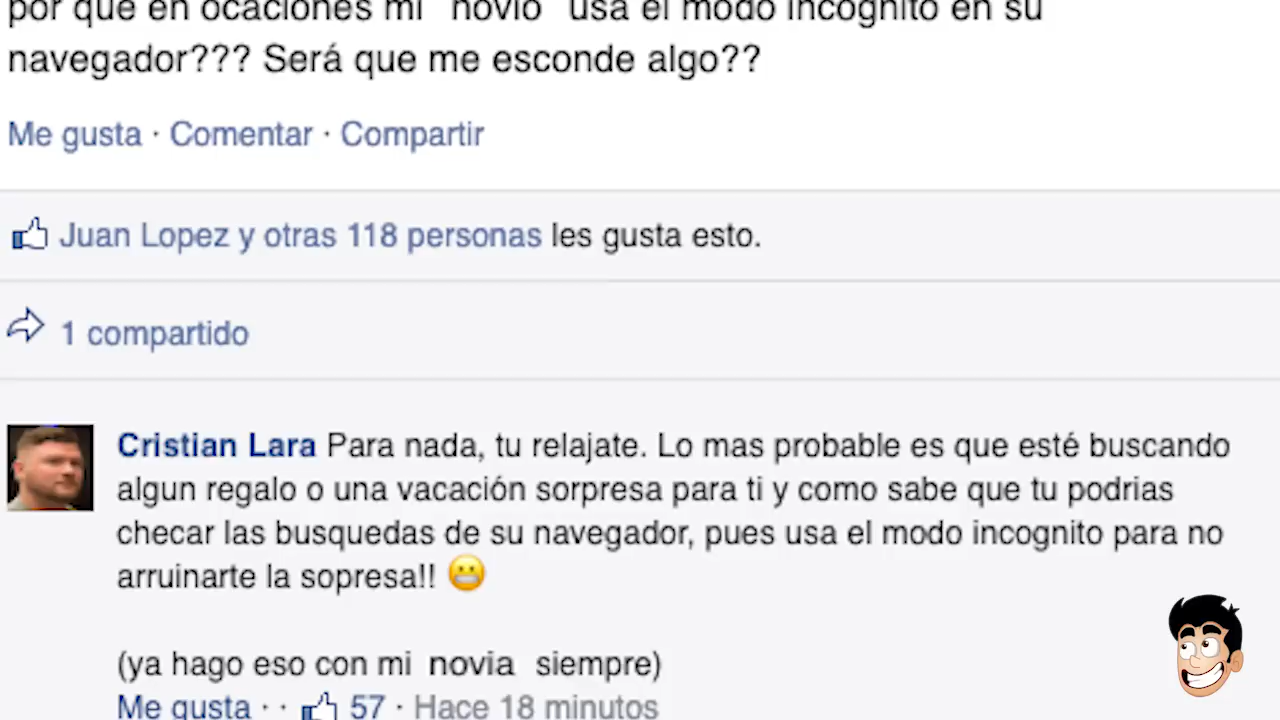 por que en ocaciones mi novio usa el modo incognito en su
navegador??? Será que me esconde algo??
Me gusta · Comentar · Compartir
Juan Lopez y otras 118 personas les gusta esto.
1 compartido
Cristian Lara Para nada, tu relajate. Lo mas probable es que esté buscando
algun regalo o una vacación sorpresa para ti y como sabe que tu podrias
checar las busquedas de su navegador, pues usa el modo incognito para no
arruinarte la sopresa!! 😬
(ya hago eso con mi novia siempre)
Me gusta · · 57 · Hace 18 minutos